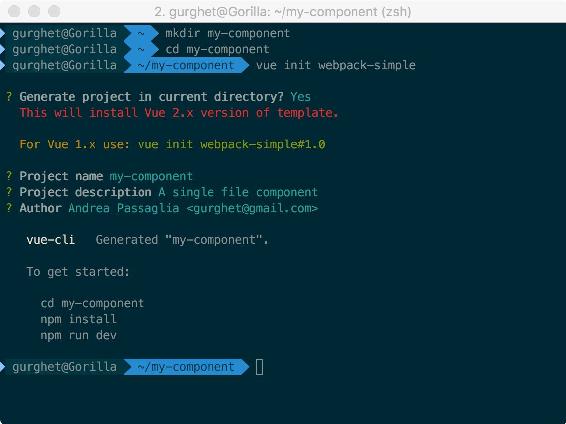 2. gurghet@Gorilla: ~/my-component (zsh)
gurghet@Gorilla ~ mkdir my-component
gurghet@Gorilla ~ cd my-component
gurghet@Gorilla ~/my-component vue init webpack-simple
? Generate project in current directory? Yes
This will install Vue 2.x version of template.
For Vue 1.x use: vue init webpack-simple#1.0
? Project name my-component
? Project description A single file component
? Author Andrea Passaglia <gurghet@gmail.com>
vue-cli Generated "my-component".
To get started:
cd my-component
npm install
npm run dev
gurghet@Gorilla ~/my-component